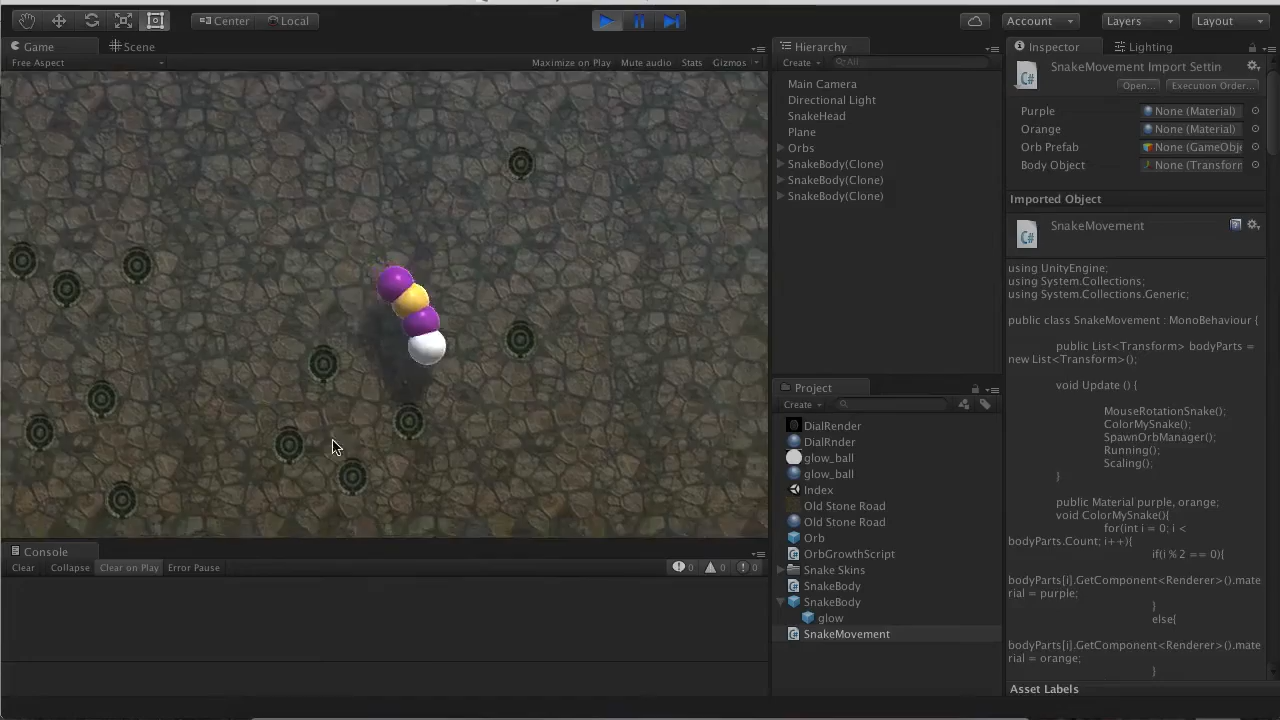 Center
Local
Account
Layers
Layout
Game
Scene
Free Aspect
Maximize on Play
Mute audio
Stats
Gizmos
Hierarchy
Create
All
Main Camera
Directional Light
SnakeHead
Plane
Orbs
SnakeBody(Clone)
SnakeBody(Clone)
SnakeBody(Clone)
Project
Create
DialRender
DialRnder
glow_ball
glow_ball
Index
Old Stone Road
Old Stone Road
Orb
OrbGrowthScript
Snake Skins
SnakeBody
SnakeBody
glow
SnakeMovement
Console
Clear
Collapse
Clear on Play
Error Pause
0
0
0
Inspector
Lighting
SnakeMovement Import Settin
Open...
Execution Order...
Purple
None (Material)
Orange
None (Material)
Orb Prefab
None (GameObje
Body Object
None (Transform
Imported Object
SnakeMovement
using UnityEngine;
using System.Collections;
using System.Collections.Generic;
public class SnakeMovement : MonoBehaviour {
public List<Transform> bodyParts =
new List<Transform>();
void Update () {
MouseRotationSnake();
ColorMySnake();
SpawnOrbManager();
Running();
Scaling();
}
public Material purple, orange;
void ColorMySnake(){
for(int i = 0; i <
bodyParts.Count; i++){
if(i % 2 == 0){
bodyParts[i].GetComponent<Renderer>().mate
rial = purple;
}
else{
bodyParts[i].GetComponent<Renderer>().mate
rial = orange;
}
Asset Labels